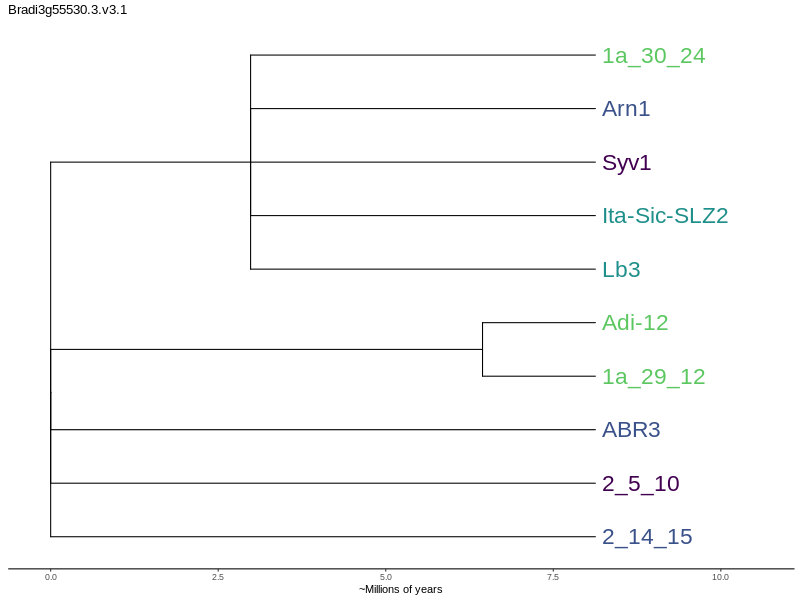 Bradi3g55530.3.v3.1
1a_30_24
Arn1
Syv1
Ita-Sic-SLZ2
Lb3
Adi-12
1a_29_12
ABR3
2_5_10
2_14_15
0.0 2.5 5.0 7.5 10.0
~Millions of years